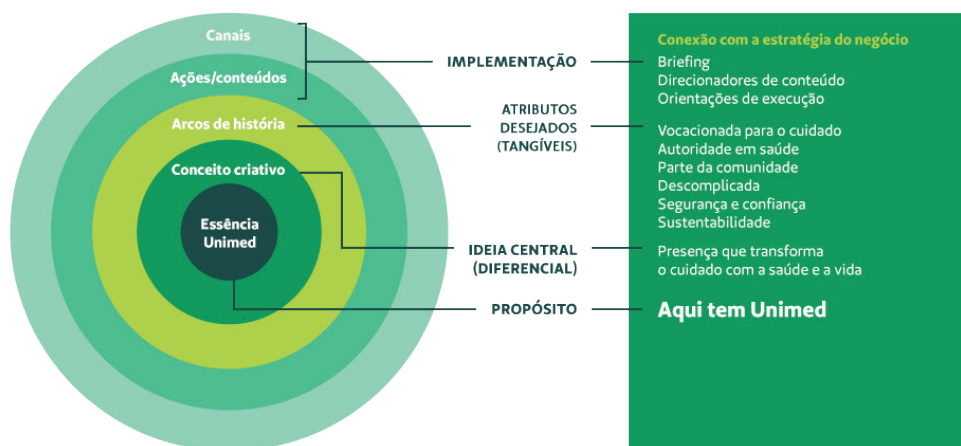 Canais
Ações/conteúdos
Arcos de história
Conceito criativo
Essência
Unimed
IMPLEMENTAÇÃO
ATRIBUTOS
DESEJADOS
(TANGÍVEIS)
IDEIA CENTRAL
(DIFERENCIAL)
PROPÓSITO
Conexão com a estratégia do negócio
Briefing
Direcionadores de conteúdo
Orientações de execução
Vocacionada para o cuidado
Autoridade em saúde
Parte da comunidade
Descomplicada
Segurança e confiança
Sustentabilidade
Presença que transforma
o cuidado com a saúde e a vida
Aqui tem Unimed